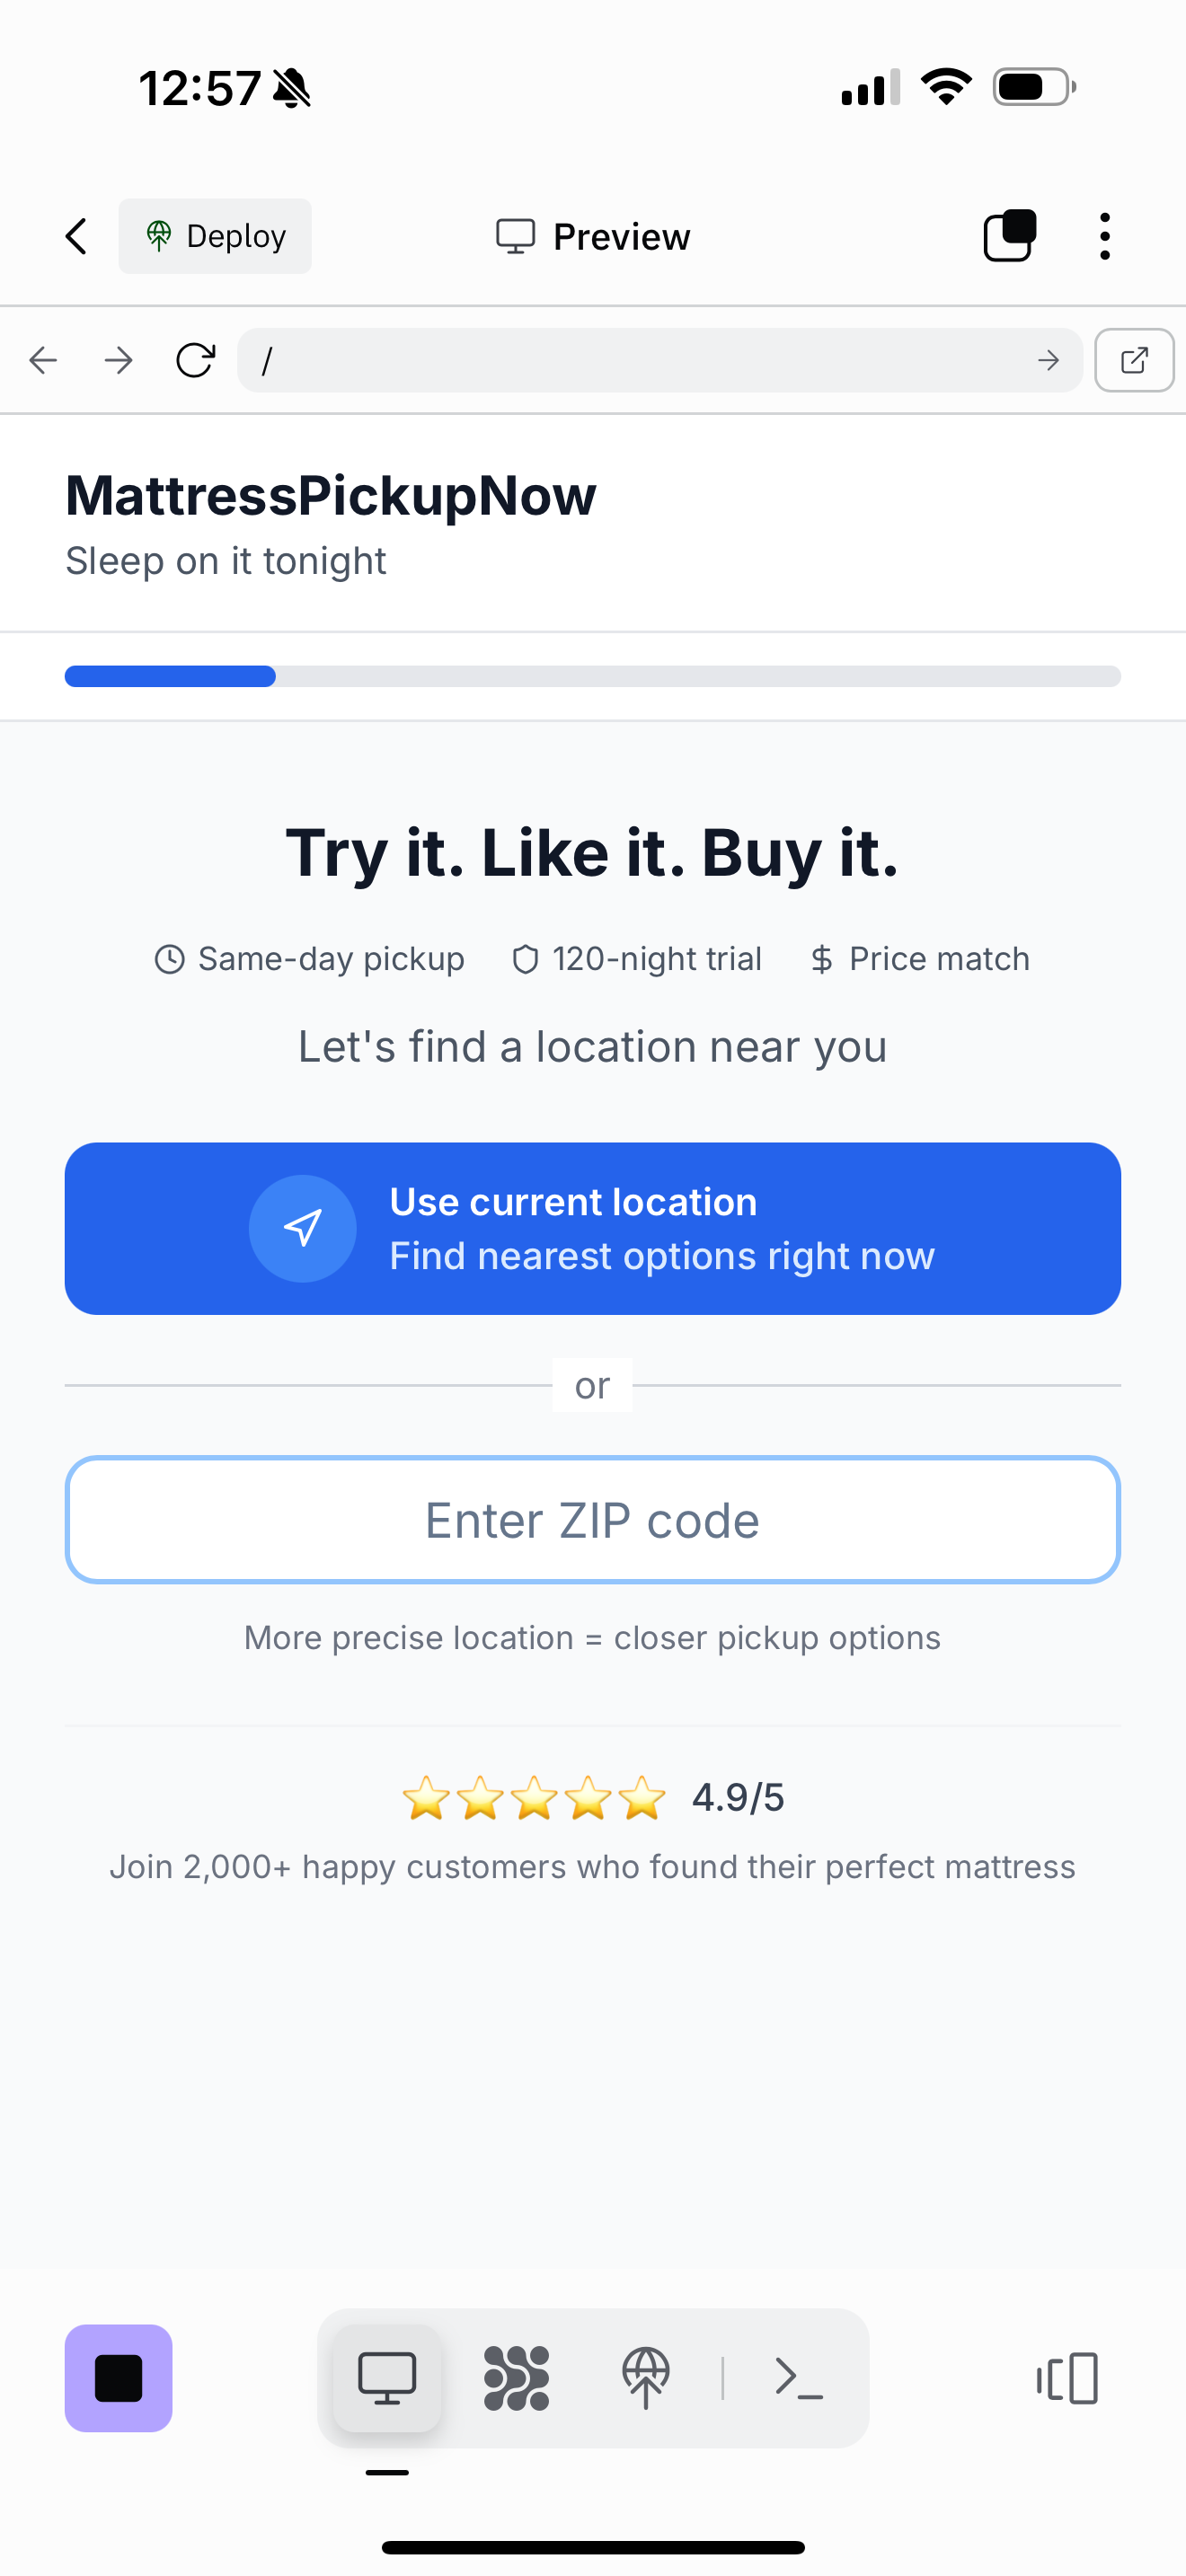 12:57
Deploy
Preview
/
MattressPickupNow
Sleep on it tonight
Try it. Like it. Buy it.
Same-day pickup 120-night trial Price match
Let's find a location near you
Use current location
Find nearest options right now
or
Enter ZIP code
More precise location = closer pickup options
4.9/5
Join 2,000+ happy customers who found their perfect mattress